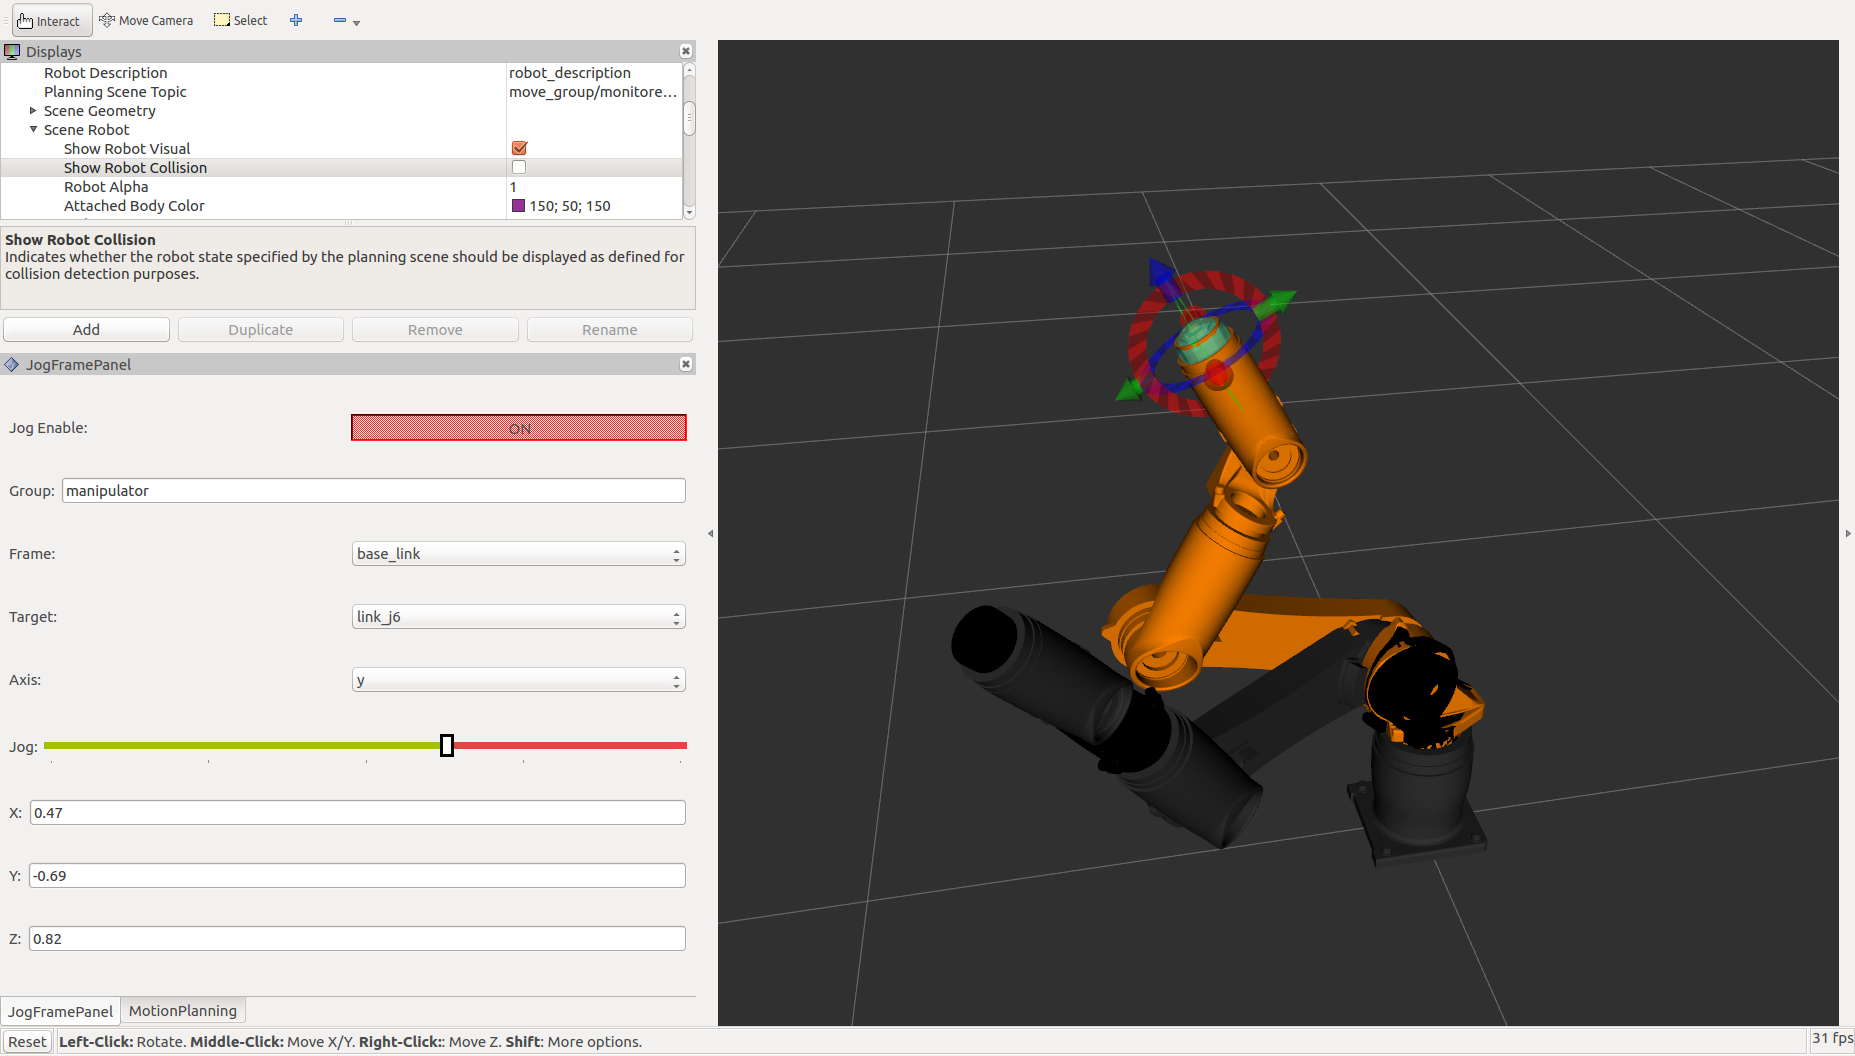 Interact Move Camera Select
Displays
Robot Description robot_description
Planning Scene Topic move_group/monitore...
Scene Geometry
Scene Robot
Show Robot Visual
Show Robot Collision
Robot Alpha 1
Attached Body Color 150; 50; 150
Show Robot Collision
Indicates whether the robot state specified by the planning scene should be displayed as defined for
collision detection purposes.
Add Duplicate Remove Rename
JogFramePanel
Jog Enable: ON
Group: manipulator
Frame: base_link
Target: link_j6
Axis: y
Jog:
X: 0.47
Y: -0.69
Z: 0.82
JogFramePanel MotionPlanning
Reset Left-Click: Rotate. Middle-Click: Move X/Y. Right-Click:: Move Z. Shift: More options. 31 fps